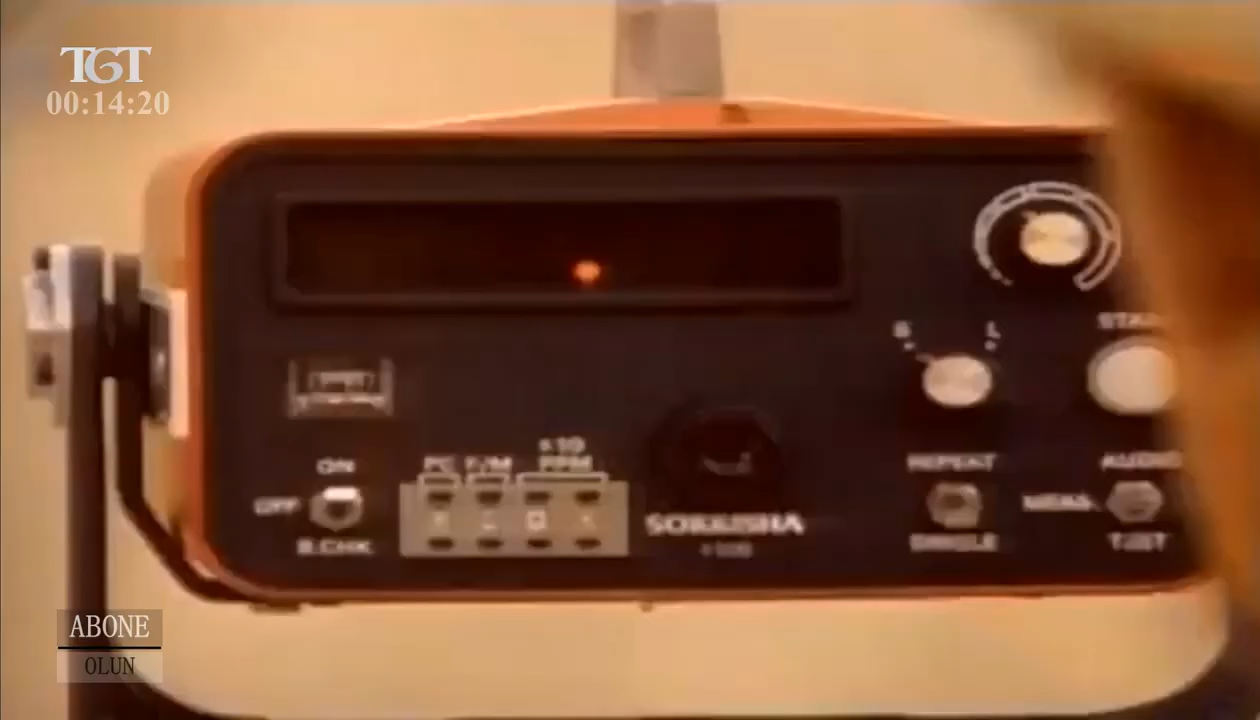 TGT
00:14:20
S L
ON
OFF
B.CHK.
PC F/M
×10
PPM
SOKKISHA
REPEAT
SINGLE
AUDIO
MEAS.
ABONE
OLUN